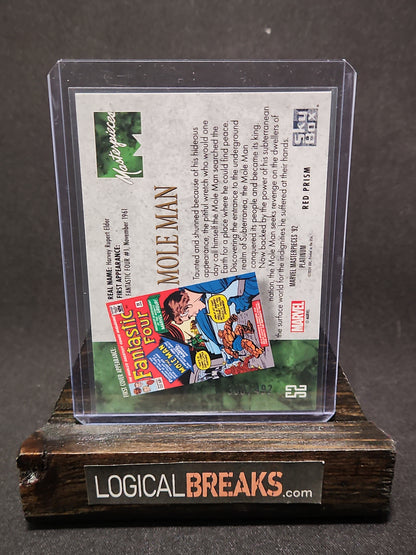 Masterpieces
REAL NAME: Harvey Rupert Elder
FIRST APPEARANCE:
FANTASTIC FOUR #1, November 1961
MOLE MAN
Taunted and shunned because of his hideous
appearance, the pitiful wretch who would one
day call himself the Mole Man searched the
Earth for a place where he could find peace.
Discovering the entrance to the underground
realm of Subterranea, the Mole Man
conquered its people and became its king.
Now backed by the power of his subterranean
nation, the Mole Man seeks revenge on the dwellers of
the surface world for the indignities he suffered at their hands.
SKYBOX
RED PRISM
MARVEL MASTERPIECES '92
PLATINUM
MARVEL
FIRST COVER APPEARANCE:
Fantastic
FOUR
52
LOGICALBREAKS.com